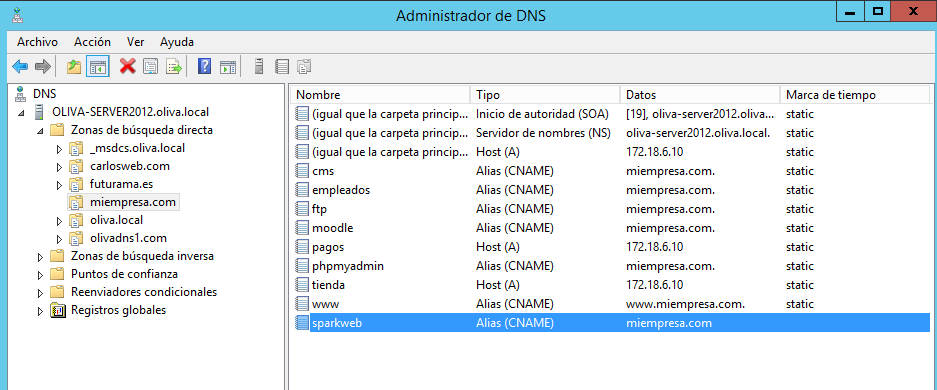 Administrador de DNS
Archivo Acción Ver Ayuda
DNS
OLIVA-SERVER2012.oliva.local
Zonas de búsqueda directa
_msdcs.oliva.local
carlosweb.com
futurama.es
miempresa.com
oliva.local
olivadns1.com
Zonas de búsqueda inversa
Puntos de confianza
Reenviadores condicionales
Registros globales
Nombre Tipo Datos Marca de tiempo
(igual que la carpeta princip... Inicio de autoridad (SOA) [19], oliva-server2012.oliva... static
(igual que la carpeta princip... Servidor de nombres (NS) oliva-server2012.oliva.local. static
(igual que la carpeta princip... Host (A) 172.18.6.10 static
cms Alias (CNAME) miempresa.com. static
empleados Alias (CNAME) miempresa.com. static
ftp Alias (CNAME) miempresa.com. static
moodle Alias (CNAME) miempresa.com. static
pagos Host (A) 172.18.6.10 static
phpmyadmin Alias (CNAME) miempresa.com. static
tienda Host (A) 172.18.6.10 static
www Alias (CNAME) www.miempresa.com. static
sparkweb Alias (CNAME) miempresa.com